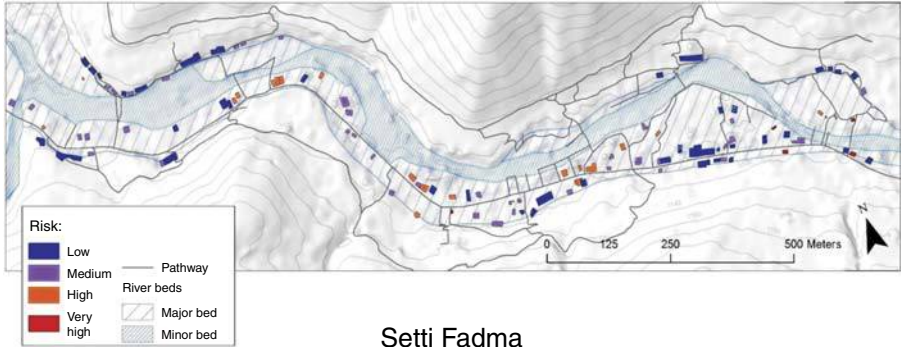 N
0 125 250 500 Meters
Risk:
Low
Medium
High
Very
high
Pathway
River beds
Major bed
Minor bed
Setti Fadma